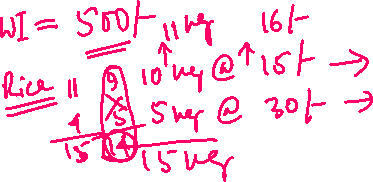 WI = 500/- 11 kg 16/-
Rice 11 9 10 kg @ 15/- →
4 5 5 kg @ 30/- →
15 14 15 kg